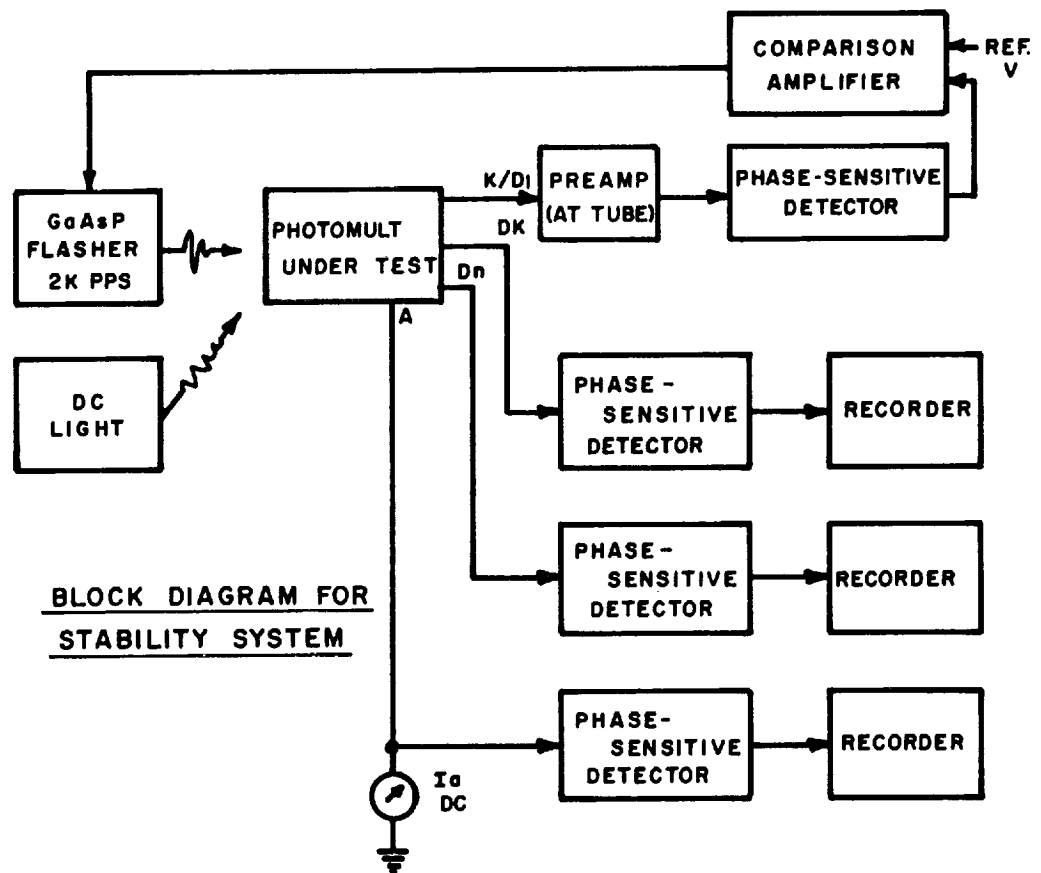 COMPARISON
AMPLIFIER
REF.
V
GaAsP
FLASHER
2K PPS
PHOTOMULT
UNDER TEST
K/D1
DK
Dn
A
PREAMP
(AT TUBE)
PHASE-SENSITIVE
DETECTOR
DC
LIGHT
PHASE-
SENSITIVE
DETECTOR
RECORDER
PHASE-
SENSITIVE
DETECTOR
RECORDER
BLOCK DIAGRAM FOR
STABILITY SYSTEM
PHASE-
SENSITIVE
DETECTOR
RECORDER
Ia
DC